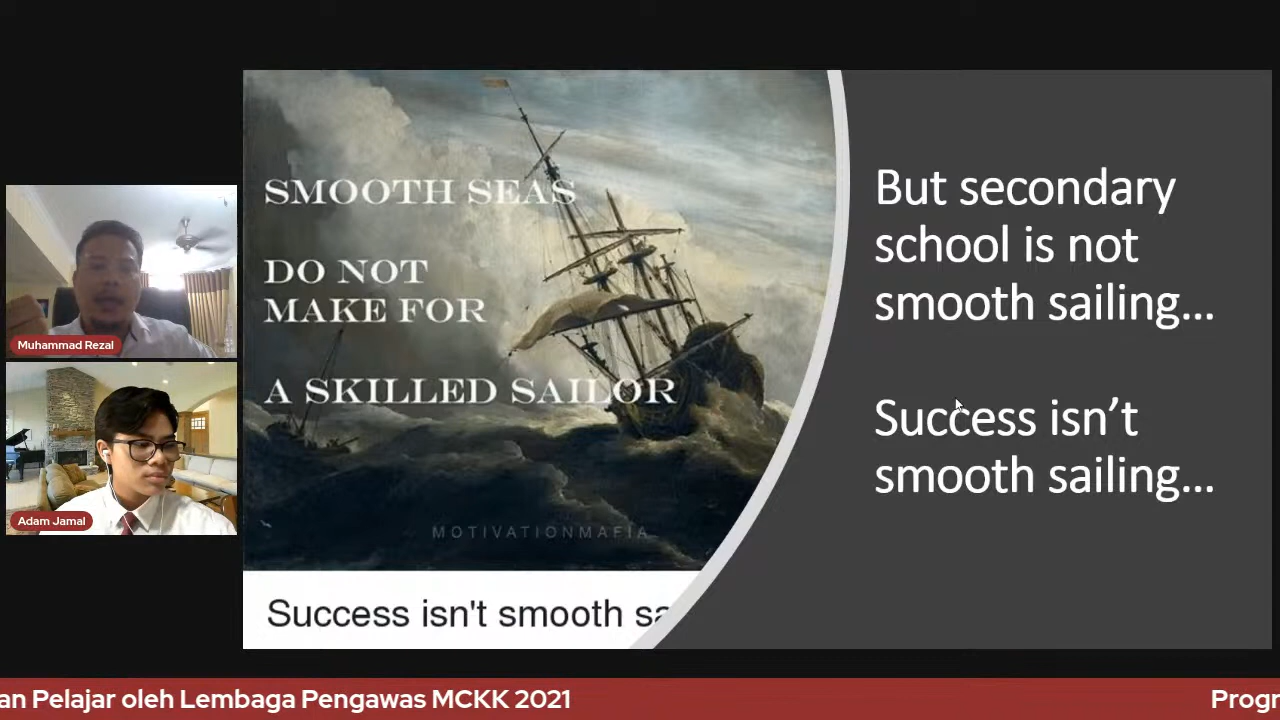 SMOOTH SEAS
DO NOT
MAKE FOR
A SKILLED SAILOR
MOTIVATIONMAFIA
Success isn't smooth sa
But secondary
school is not
smooth sailing...
Success isn’t
smooth sailing...
Muhammad Rezal
Adam Jamal
an Pelajar oleh Lembaga Pengawas MCKK 2021
Progr